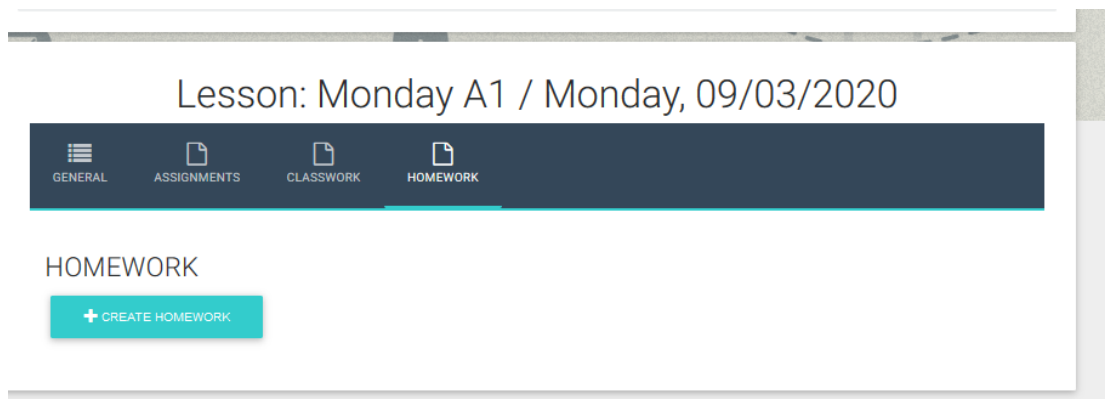 Lesson: Monday A1 / Monday, 09/03/2020
GENERAL ASSIGNMENTS CLASSWORK HOMEWORK
HOMEWORK
CREATE HOMEWORK